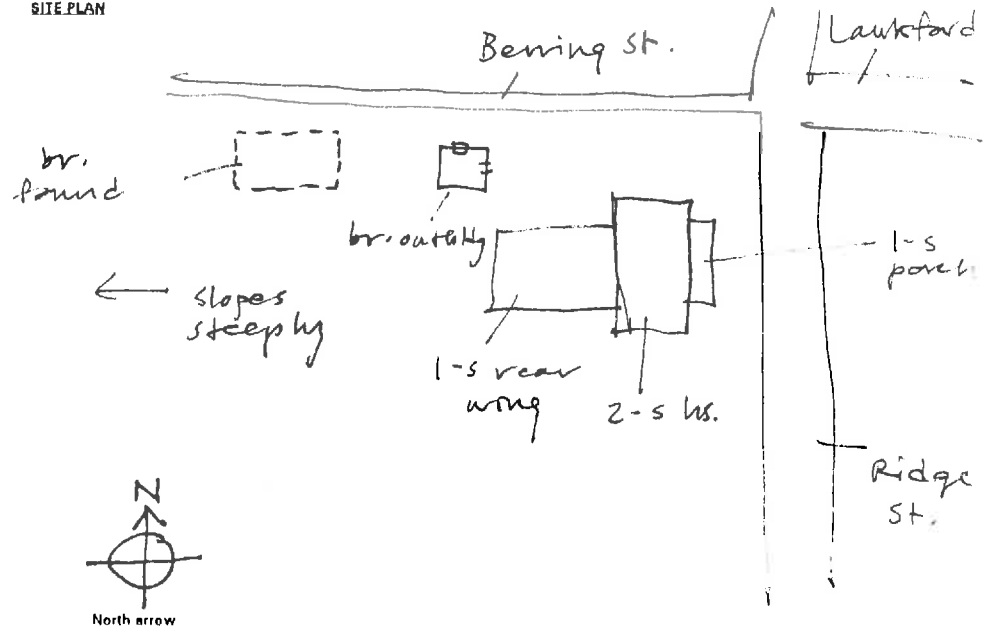 SITE PLAN
Berring St.
Lankford
br.
found
br. outbldg
1-s
porch
slopes
steeply
1-s rear
wing
2-s hs.
Ridge
St.
N
North arrow